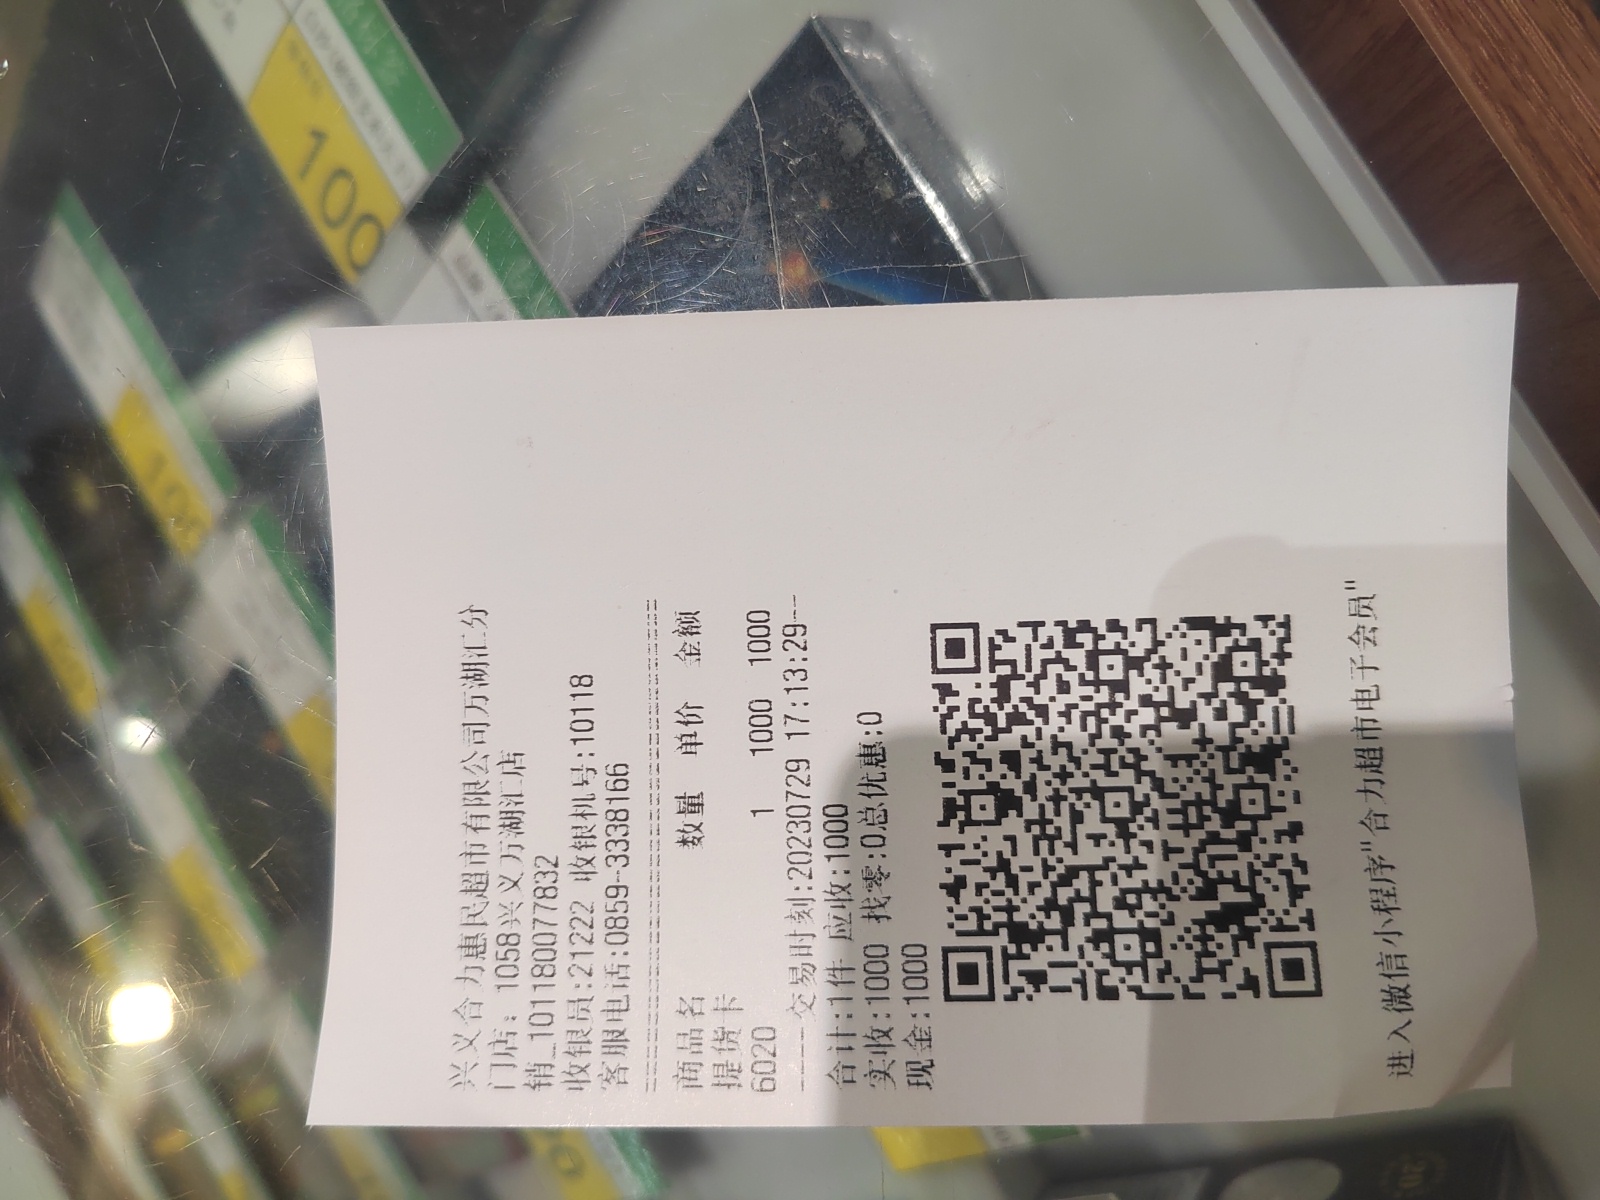 兴义合力惠民超市有限公司万湖汇分
门店: 1058兴义万湖汇店
销_101180077832
收银员:21222 收银机号:10118
客服电话:0859-3338166
商品名 数量 单价 金额
提货卡
6020 1 1000 1000
----交易时刻:20230729 17:13:29--
合计:1件 应收:1000
实收:1000 找零:0总优惠:0
现金:1000
进入微信小程序"合力超市电子会员"
100